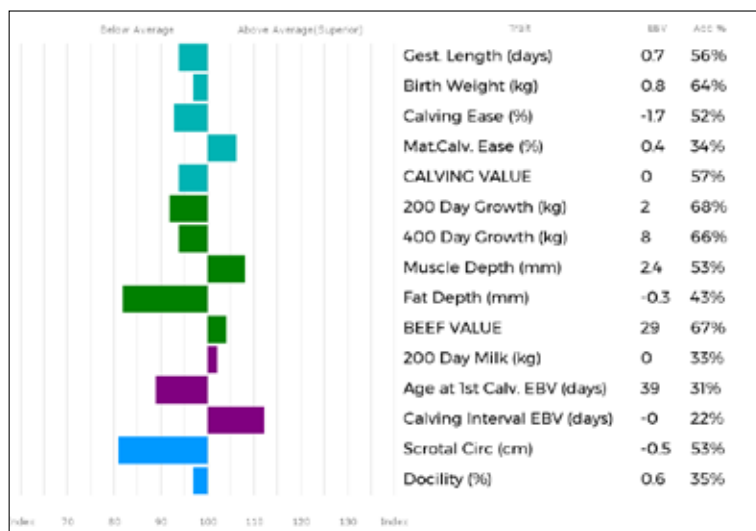 Below Average Above Average(Superior) Trait EBV Acc %
Gest. Length (days) 0.7 56%
Birth Weight (kg) 0.8 64%
Calving Ease (%) -1.7 52%
Mat.Calv. Ease (%) 0.4 34%
CALVING VALUE 0 57%
200 Day Growth (kg) 2 68%
400 Day Growth (kg) 8 66%
Muscle Depth (mm) 2.4 53%
Fat Depth (mm) -0.3 43%
BEEF VALUE 29 67%
200 Day Milk (kg) 0 33%
Age at 1st Calv. EBV (days) 39 31%
Calving Interval EBV (days) -0 22%
Scrotal Circ (cm) -0.5 53%
Docility (%) 0.6 35%
Index 70 80 90 100 110 120 130 Index